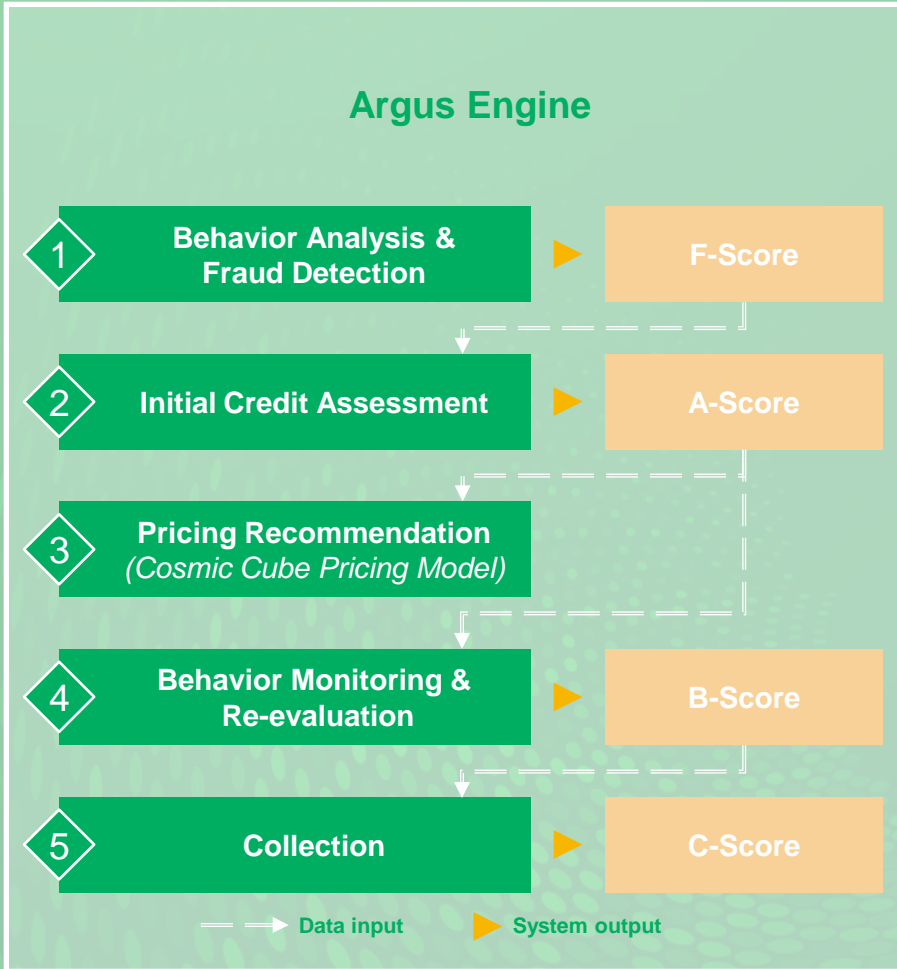 Argus Engine
1
Behavior Analysis &
Fraud Detection
F-Score
2
Initial Credit Assessment
A-Score
3
Pricing Recommendation
(Cosmic Cube Pricing Model)
4
Behavior Monitoring &
Re-evaluation
B-Score
5
Collection
C-Score
Data input
System output